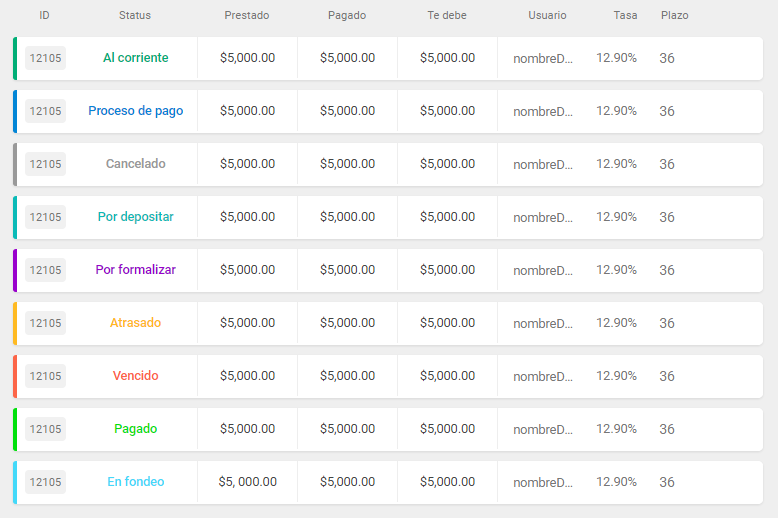 ID Status Prestado Pagado Te debe Usuario Tasa Plazo
12105 Al corriente $5,000.00 $5,000.00 $5,000.00 nombreD... 12.90% 36
12105 Proceso de pago $5,000.00 $5,000.00 $5,000.00 nombreD... 12.90% 36
12105 Cancelado $5,000.00 $5,000.00 $5,000.00 nombreD... 12.90% 36
12105 Por depositar $5,000.00 $5,000.00 $5,000.00 nombreD... 12.90% 36
12105 Por formalizar $5,000.00 $5,000.00 $5,000.00 nombreD... 12.90% 36
12105 Atrasado $5,000.00 $5,000.00 $5,000.00 nombreD... 12.90% 36
12105 Vencido $5,000.00 $5,000.00 $5,000.00 nombreD... 12.90% 36
12105 Pagado $5,000.00 $5,000.00 $5,000.00 nombreD... 12.90% 36
12105 En fondeo $5, 000.00 $5,000.00 $5,000.00 nombreD... 12.90% 36